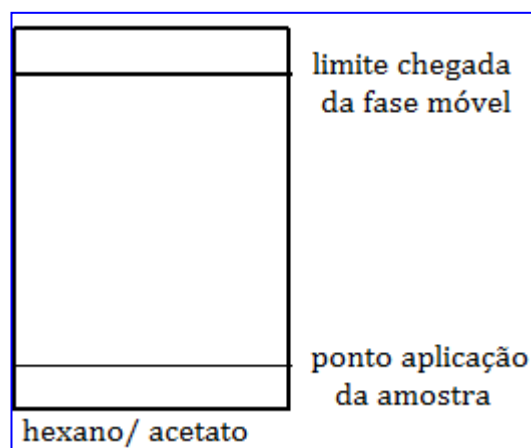 limite chegada
da fase móvel
ponto aplicação
da amostra
hexano/ acetato